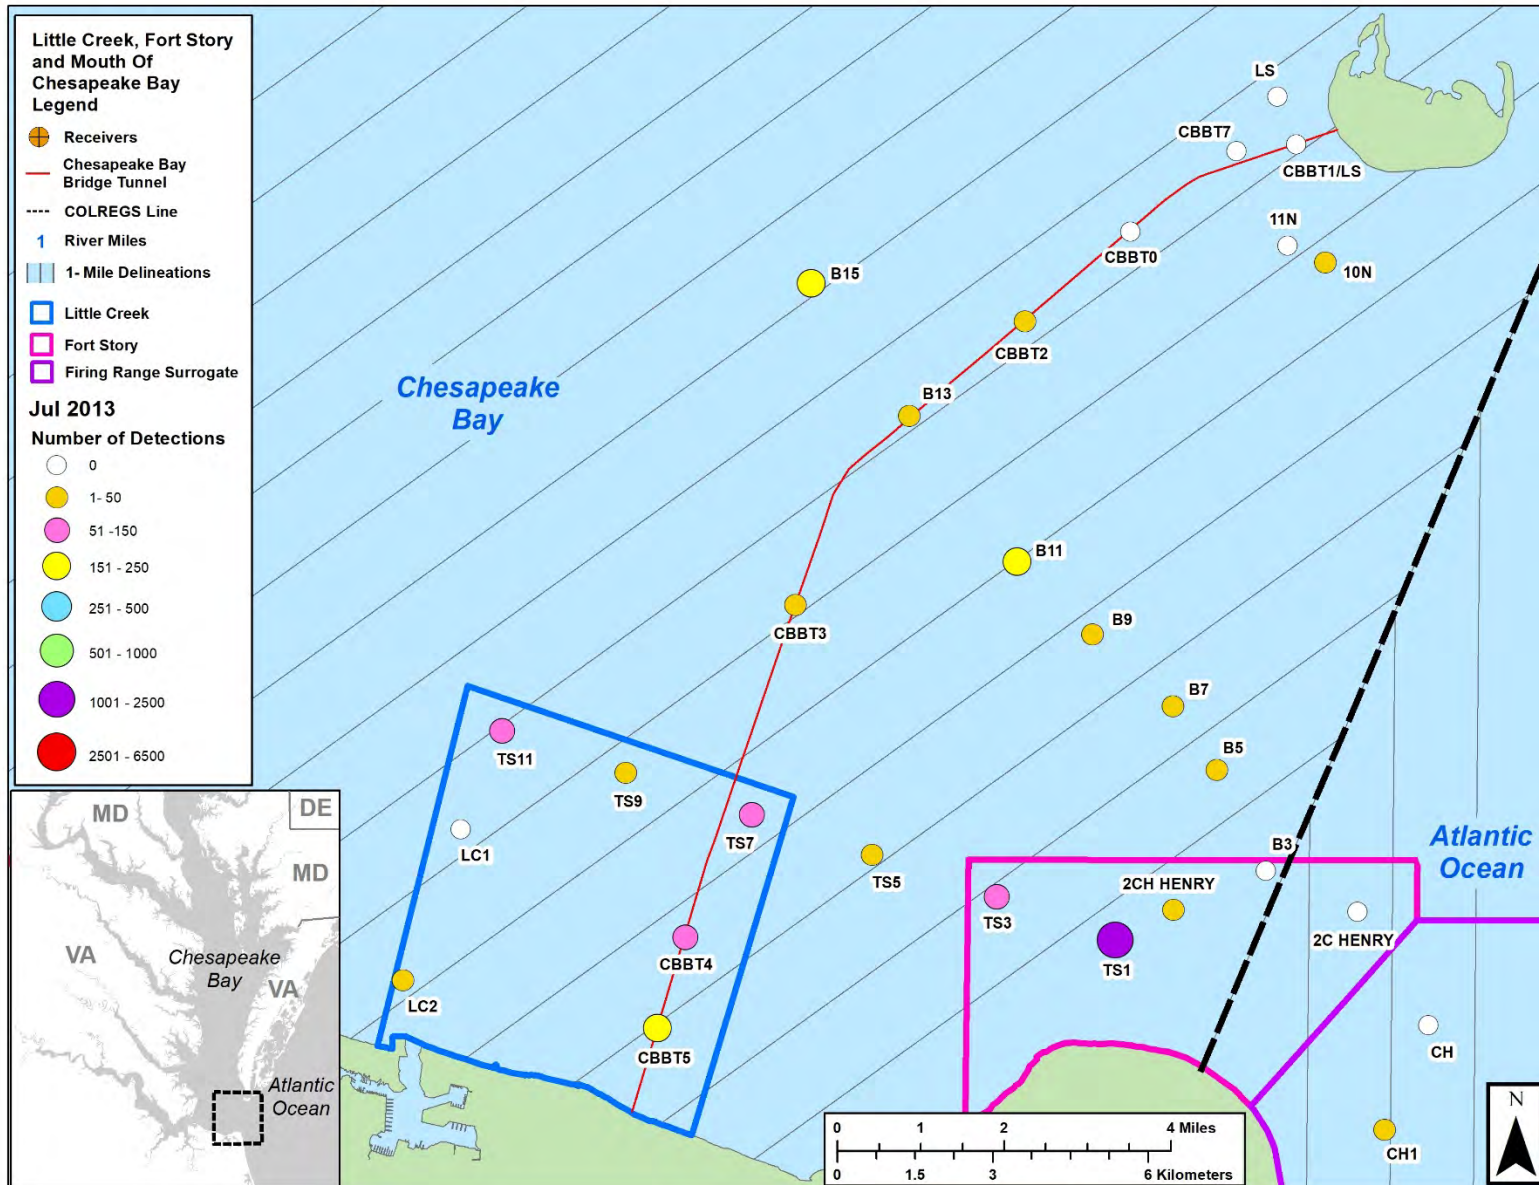 Little Creek, Fort Story
and Mouth Of
Chesapeake Bay
Legend
Receivers
Chesapeake Bay
Bridge Tunnel
COLREGS Line
1 River Miles
1- Mile Delineations
Little Creek
Fort Story
Firing Range Surrogate
Jul 2013
Number of Detections
0
1- 50
51 -150
151 - 250
251 - 500
501 - 1000
1001 - 2500
2501 - 6500
LS
CBBT7
CBBT1/LS
11N
10N
CBBT0
B15
CBBT2
Chesapeake
Bay
B13
B11
CBBT3
B9
B7
B5
TS11
TS9
TS7
LC1
TS5
B3
Atlantic
Ocean
2CH HENRY
TS3
2C HENRY
TS1
CBBT4
LC2
CBBT5
CH
CH1
MD
DE
MD
VA
Chesapeake
Bay
VA
Atlantic
Ocean
0 1 2 4 Miles
0 1.5 3 6 Kilometers
N